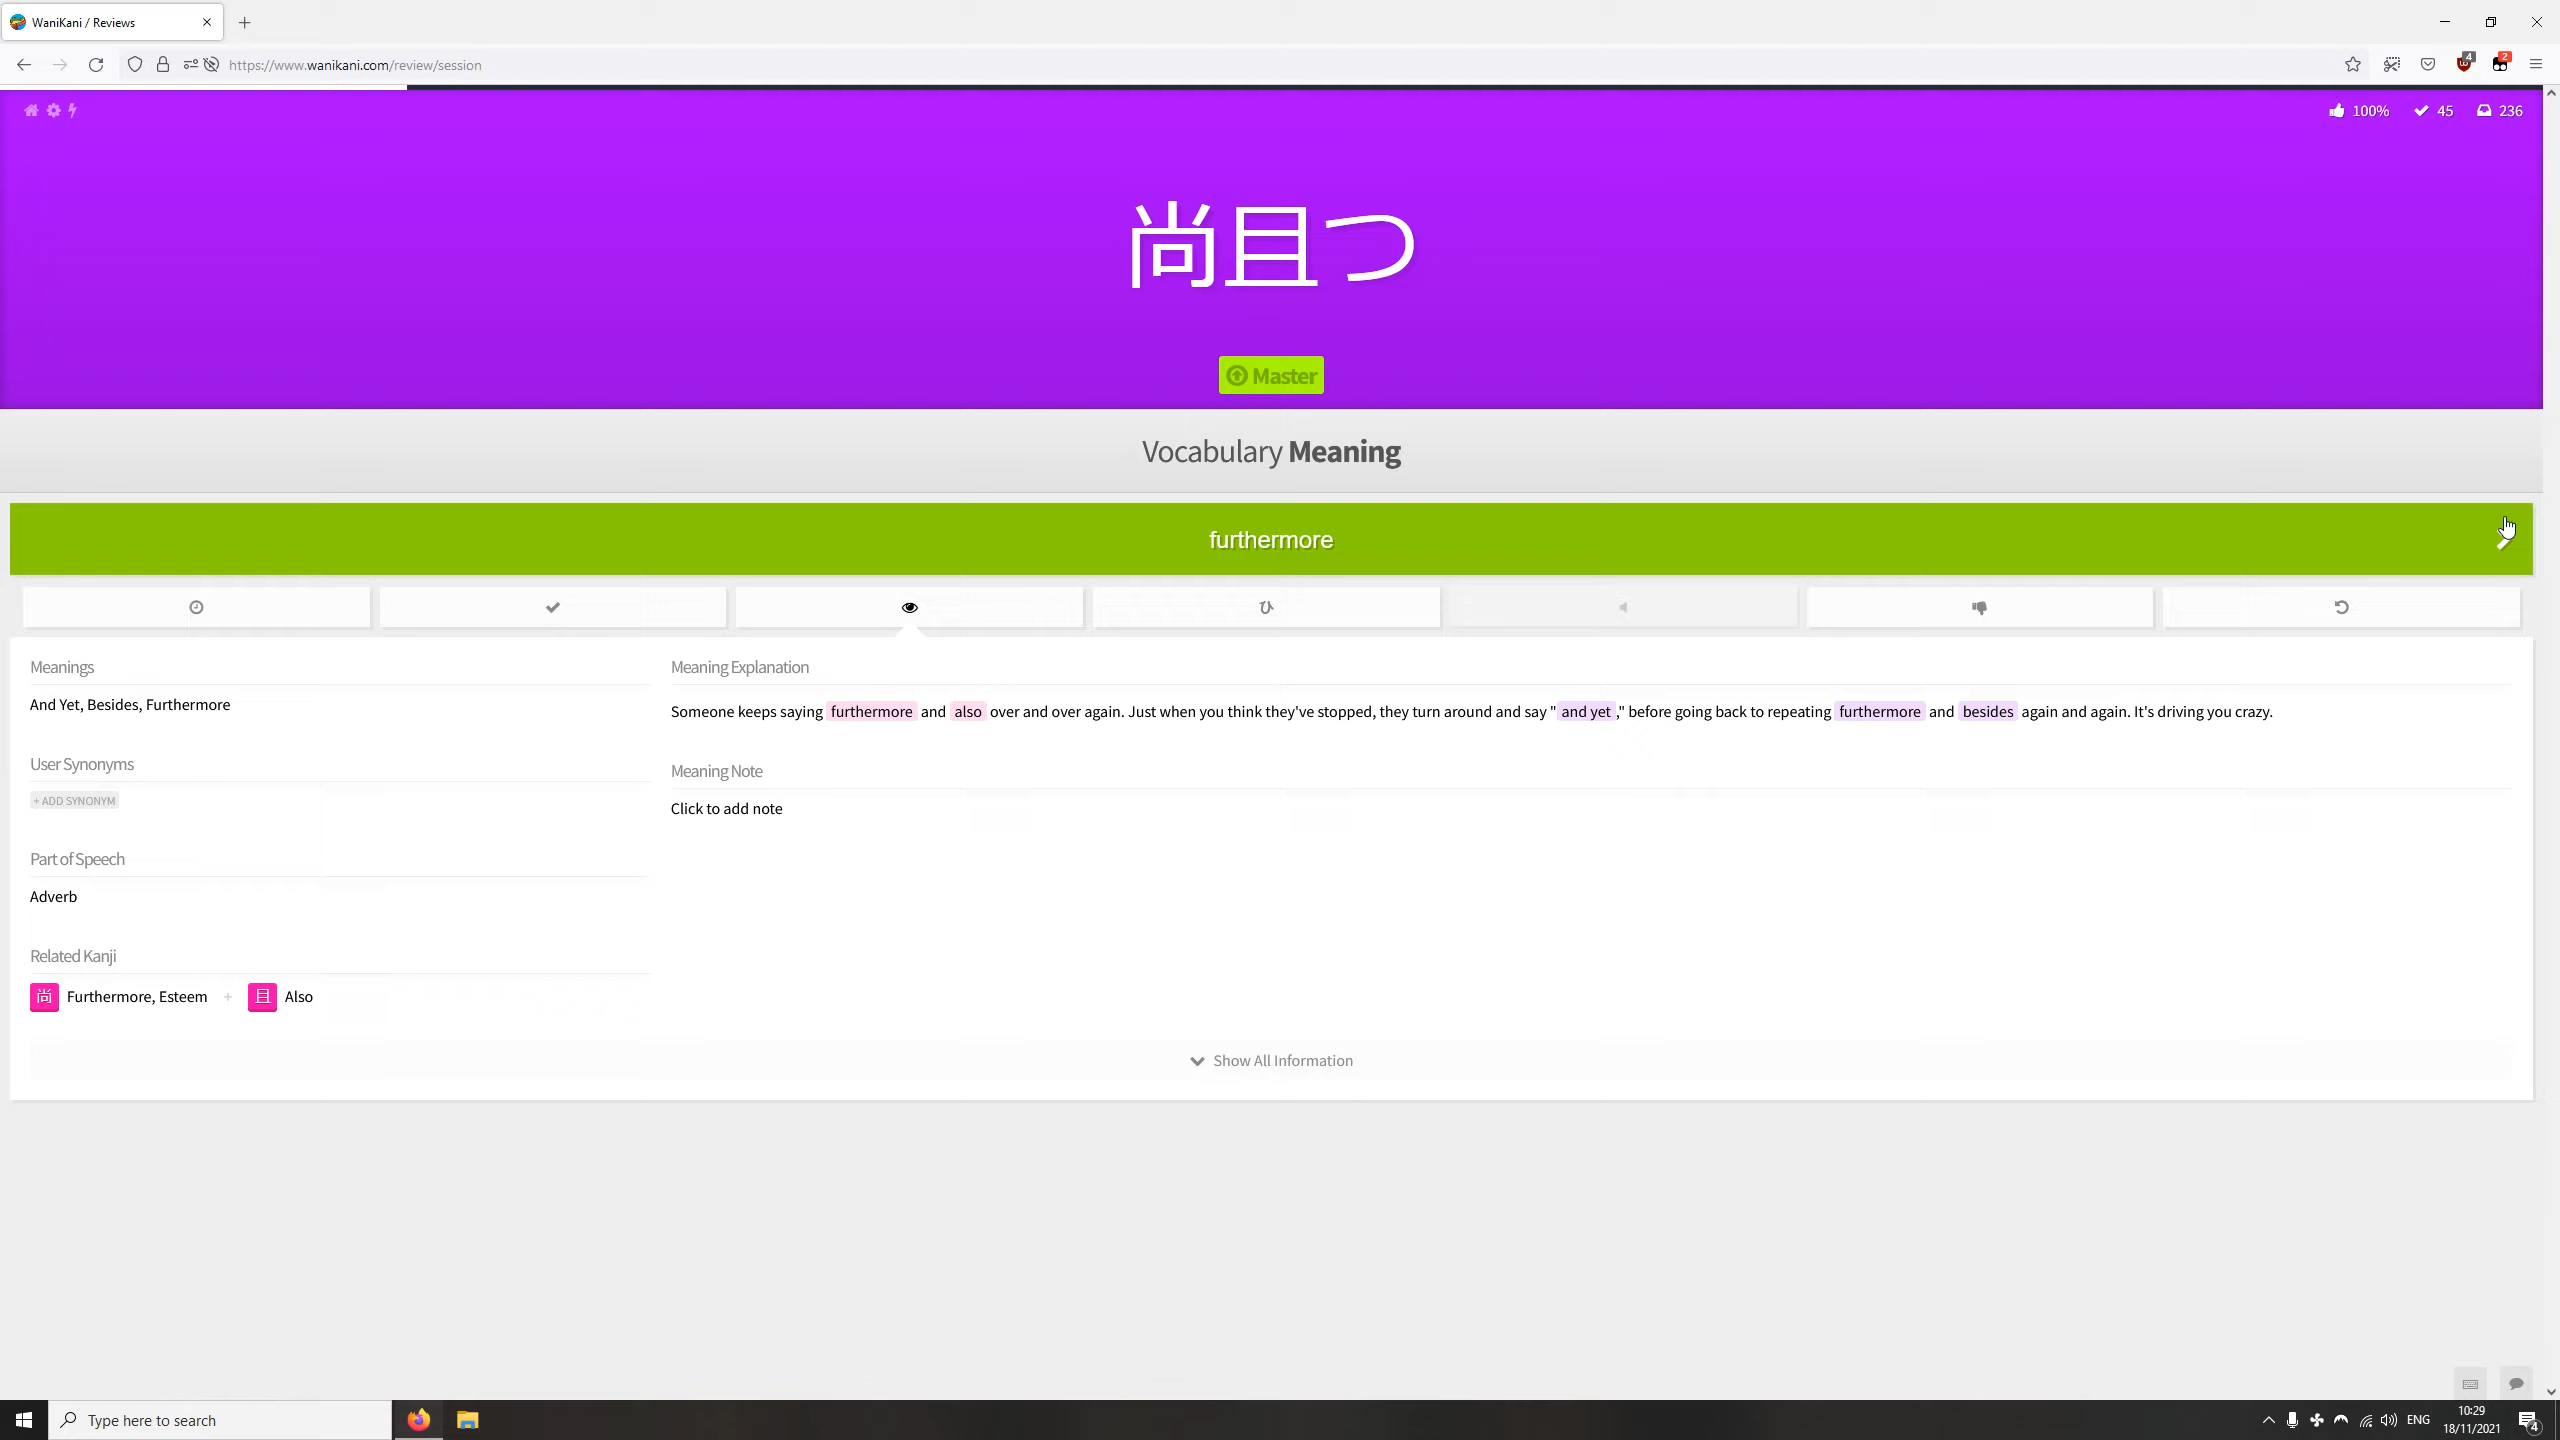 WaniKani / Reviews
https://www.wanikani.com/review/session
4
2
100%
45
236
尚且つ
Master
Vocabulary Meaning
furthermore
ひ
Meanings
And Yet, Besides, Furthermore
User Synonyms
+ ADD SYNONYM
Part of Speech
Adverb
Related Kanji
尚 Furthermore, Esteem + 且 Also
Meaning Explanation
Someone keeps saying furthermore and also over and over again. Just when you think they've stopped, they turn around and say "and yet," before going back to repeating furthermore and besides again and again. It's driving you crazy.
Meaning Note
Click to add note
Show All Information
Type here to search
ENG
10:29
18/11/2021
4